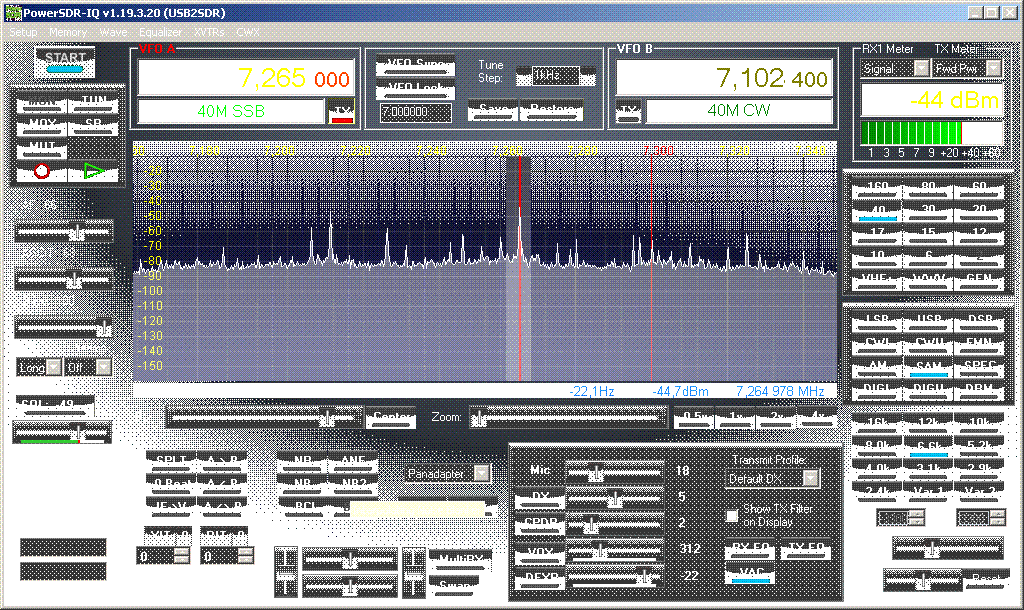 PowerSDR-IQ v1.19.3.20 (USB2SDR)
Setup Memory Wave Equalizer XVTRs CWX
START
VFO A
7,265 000
40M SSB TX
Tune Step: 1kHz
7.000000
Save Restore
VFO B
7,102 400
TX 40M CW
RX1 Meter TX Meter
Signal Fwd Pwr
-44 dBm
1 3 5 7 9 +20 +40 +60
MON TUN
MOX SB
MUT
7,300
-40
-50
-60
-70
-80
-90
-100
-110
-120
-130
-140
-150
-22,1Hz -44,7dBm 7,264 978 MHz
Center Zoom: 0.5x 1x 2x 4x
Long Off
SQL: -49
160 80 60
40 30 20
17 15 12
10 6 2
VHF+ WWV GEN
LSB USB DSB
CWL CWU FMN
AM SAM SPEC
DIGL DIGU DRM
16k 12k 10k
8.0k 6.6k 5.2k
4.0k 3.1k 2.9k
2.4k Var 1 Var 2
SPLT A > B
0 Beat A < B
IF->V A <> B
XIT RIT
0 0
NR ANF
NB NB2
Panadapter
MultiRX
Swap
Mic 18
DX 5
CPDR 2
VOX 312
DEXP -22
Transmit Profile:
Default DX
Show TX Filter
on Display
RX EQ TX EQ
VAC
Reset